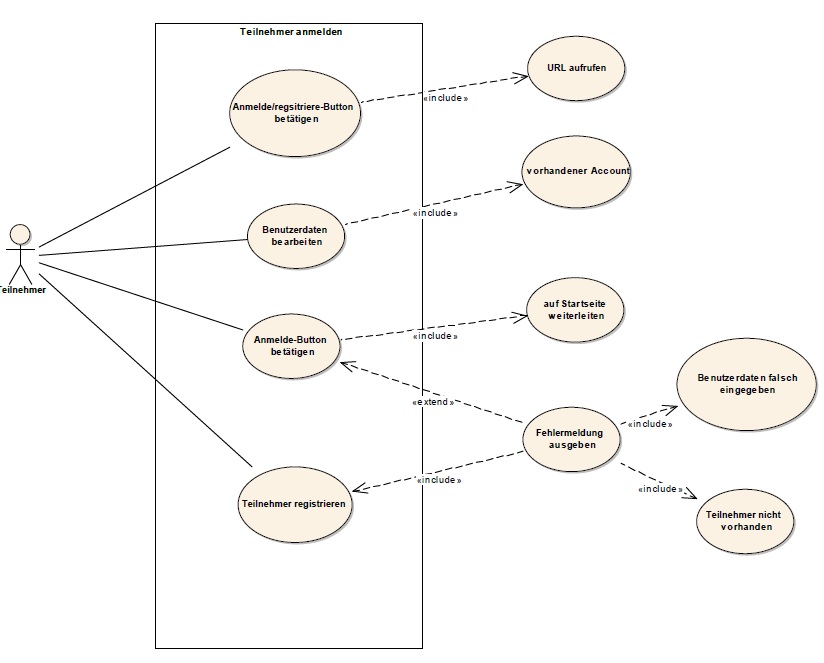 Teilnehmer anmelden
Anmelde/regsitriere-Button
betätigen
«include»
URL aufrufen
Benutzerdaten
bearbeiten
«include»
vorhandener Account
Teilnehmer
Anmelde-Button
betätigen
«include»
auf Startseite
weiterleiten
«extend»
Fehlermeldung
ausgeben
«include»
Benutzerdaten falsch
eingegeben
Teilnehmer registrieren
«include»
«include»
Teilnehmer nicht
vorhanden